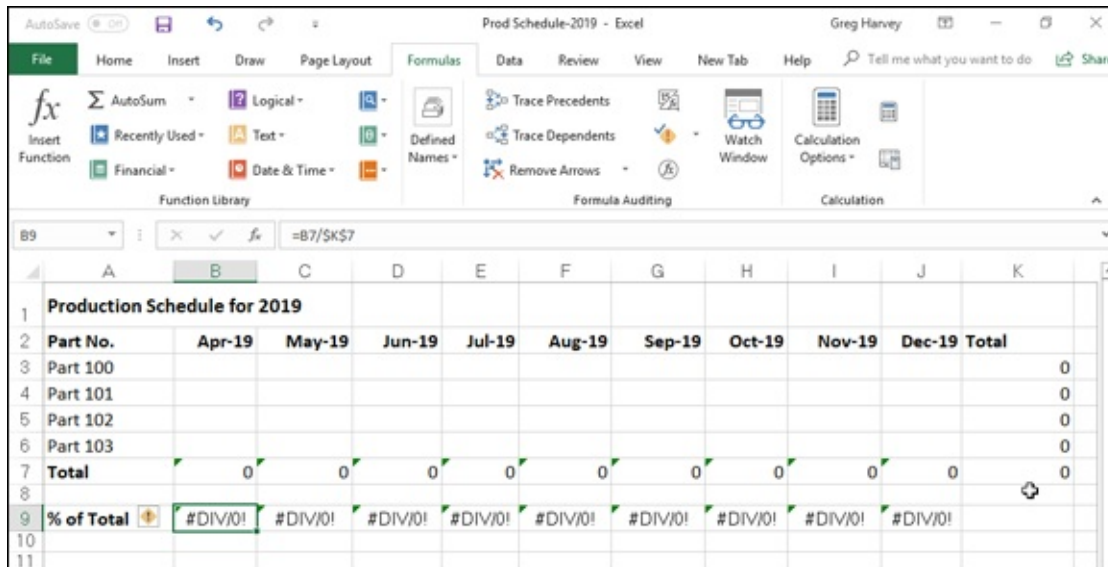 AutoSave Off Prod Schedule-2019 - Excel Greg Harvey
File Home Insert Draw Page Layout Formulas Data Review View New Tab Help Tell me what you want to do Shar
fx Insert Function
Σ AutoSum
Recently Used
Financial
Logical
Text
Date & Time
Function Library
Defined Names
Trace Precedents
Trace Dependents
Remove Arrows
fx
Formula Auditing
Watch Window
Calculation Options
Calculation
B9 fx =B7/$K$7
A B C D E F G H I J K
1 Production Schedule for 2019
2 Part No. Apr-19 May-19 Jun-19 Jul-19 Aug-19 Sep-19 Oct-19 Nov-19 Dec-19 Total
3 Part 100 0
4 Part 101 0
5 Part 102 0
6 Part 103 0
7 Total 0 0 0 0 0 0 0 0 0 0
8
9 % of Total #DIV/0! #DIV/0! #DIV/0! #DIV/0! #DIV/0! #DIV/0! #DIV/0! #DIV/0! #DIV/0!
10
11